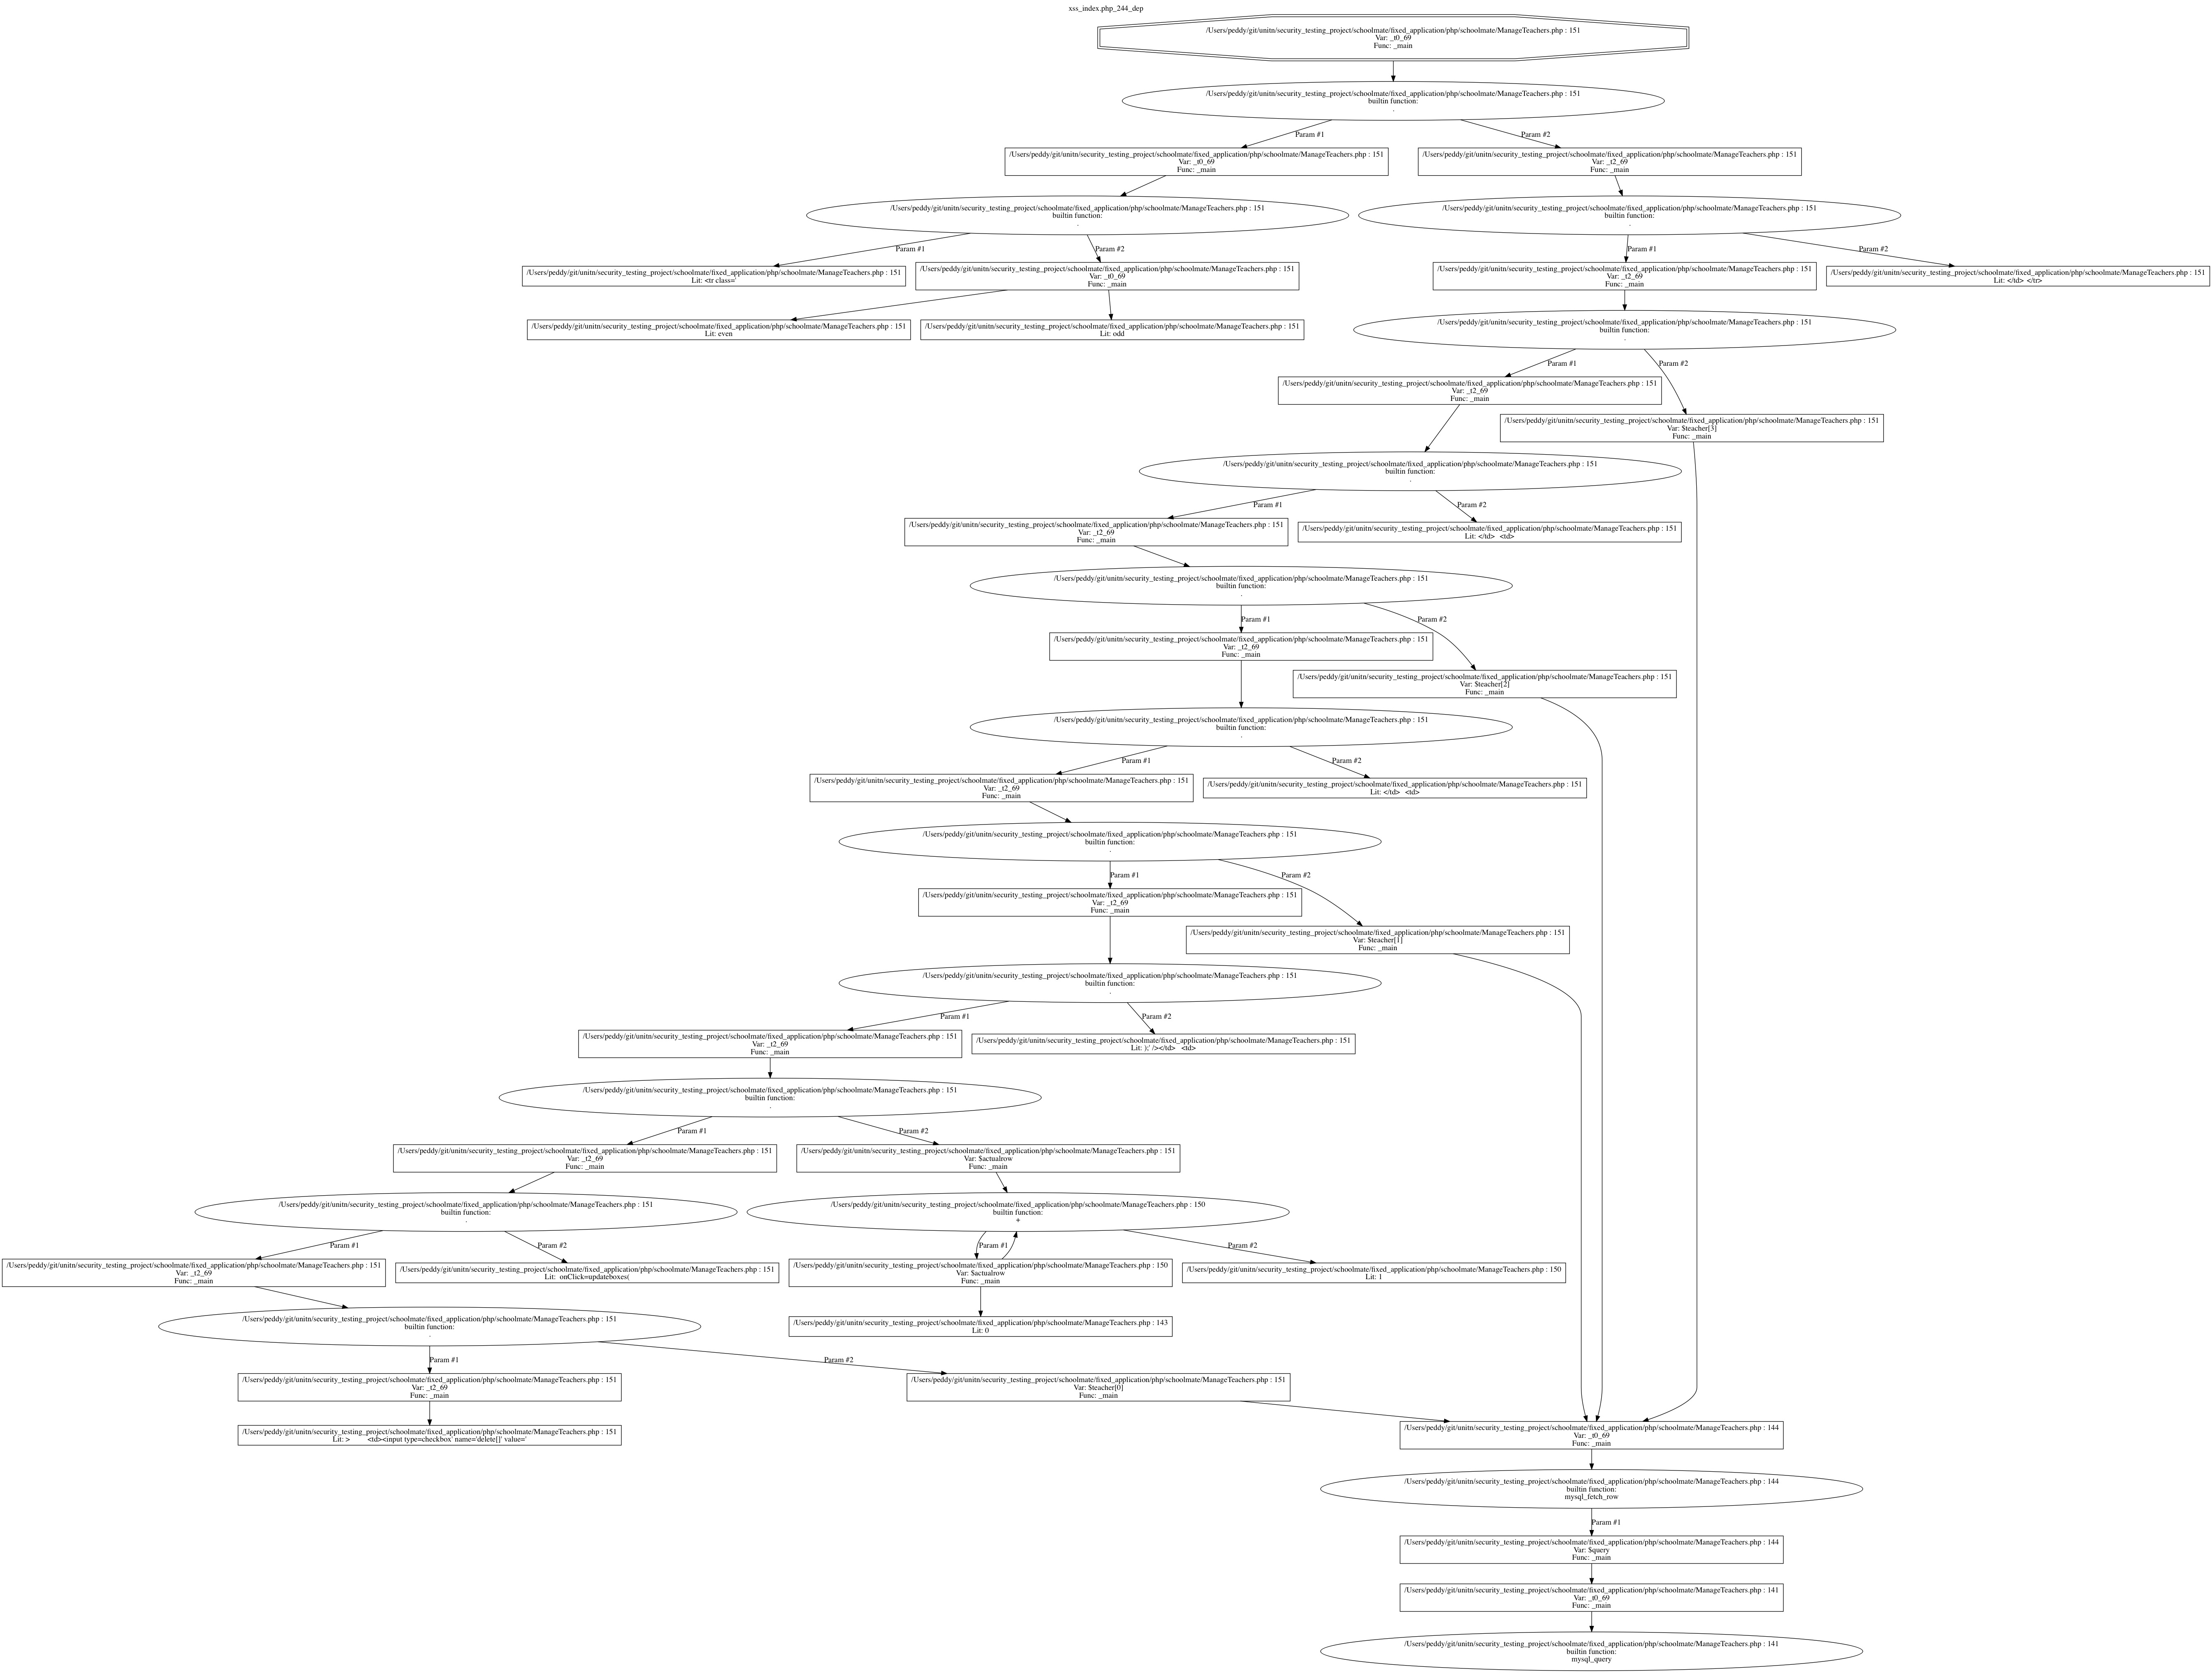 xss_index.php_244_dep
/Users/peddy/git/unitn/security_testing_project/schoolmate/fixed_application/php/schoolmate/ManageTeachers.php : 151
Var: _t0_69
Func: _main
/Users/peddy/git/unitn/security_testing_project/schoolmate/fixed_application/php/schoolmate/ManageTeachers.php : 151
builtin function:
.
Param #1
Param #2
/Users/peddy/git/unitn/security_testing_project/schoolmate/fixed_application/php/schoolmate/ManageTeachers.php : 151
Var: _t0_69
Func: _main
/Users/peddy/git/unitn/security_testing_project/schoolmate/fixed_application/php/schoolmate/ManageTeachers.php : 151
Var: _t2_69
Func: _main
/Users/peddy/git/unitn/security_testing_project/schoolmate/fixed_application/php/schoolmate/ManageTeachers.php : 151
builtin function:
.
/Users/peddy/git/unitn/security_testing_project/schoolmate/fixed_application/php/schoolmate/ManageTeachers.php : 151
builtin function:
.
Param #1
Param #2
Param #1
Param #2
/Users/peddy/git/unitn/security_testing_project/schoolmate/fixed_application/php/schoolmate/ManageTeachers.php : 151
Lit: <tr class='
/Users/peddy/git/unitn/security_testing_project/schoolmate/fixed_application/php/schoolmate/ManageTeachers.php : 151
Var: _t0_69
Func: _main
/Users/peddy/git/unitn/security_testing_project/schoolmate/fixed_application/php/schoolmate/ManageTeachers.php : 151
Var: _t2_69
Func: _main
/Users/peddy/git/unitn/security_testing_project/schoolmate/fixed_application/php/schoolmate/ManageTeachers.php : 151
Lit: </td> </tr>
/Users/peddy/git/unitn/security_testing_project/schoolmate/fixed_application/php/schoolmate/ManageTeachers.php : 151
Lit: even
/Users/peddy/git/unitn/security_testing_project/schoolmate/fixed_application/php/schoolmate/ManageTeachers.php : 151
Lit: odd
/Users/peddy/git/unitn/security_testing_project/schoolmate/fixed_application/php/schoolmate/ManageTeachers.php : 151
builtin function:
.
Param #1
Param #2
/Users/peddy/git/unitn/security_testing_project/schoolmate/fixed_application/php/schoolmate/ManageTeachers.php : 151
Var: _t2_69
Func: _main
/Users/peddy/git/unitn/security_testing_project/schoolmate/fixed_application/php/schoolmate/ManageTeachers.php : 151
Var: $teacher[3]
Func: _main
/Users/peddy/git/unitn/security_testing_project/schoolmate/fixed_application/php/schoolmate/ManageTeachers.php : 151
builtin function:
.
Param #1
Param #2
/Users/peddy/git/unitn/security_testing_project/schoolmate/fixed_application/php/schoolmate/ManageTeachers.php : 151
Var: _t2_69
Func: _main
/Users/peddy/git/unitn/security_testing_project/schoolmate/fixed_application/php/schoolmate/ManageTeachers.php : 151
Lit: </td> <td>
/Users/peddy/git/unitn/security_testing_project/schoolmate/fixed_application/php/schoolmate/ManageTeachers.php : 151
builtin function:
.
Param #1
Param #2
/Users/peddy/git/unitn/security_testing_project/schoolmate/fixed_application/php/schoolmate/ManageTeachers.php : 151
Var: _t2_69
Func: _main
/Users/peddy/git/unitn/security_testing_project/schoolmate/fixed_application/php/schoolmate/ManageTeachers.php : 151
Var: $teacher[2]
Func: _main
/Users/peddy/git/unitn/security_testing_project/schoolmate/fixed_application/php/schoolmate/ManageTeachers.php : 151
builtin function:
.
Param #1
Param #2
/Users/peddy/git/unitn/security_testing_project/schoolmate/fixed_application/php/schoolmate/ManageTeachers.php : 151
Var: _t2_69
Func: _main
/Users/peddy/git/unitn/security_testing_project/schoolmate/fixed_application/php/schoolmate/ManageTeachers.php : 151
Lit: </td> <td>
/Users/peddy/git/unitn/security_testing_project/schoolmate/fixed_application/php/schoolmate/ManageTeachers.php : 151
builtin function:
.
Param #1
Param #2
/Users/peddy/git/unitn/security_testing_project/schoolmate/fixed_application/php/schoolmate/ManageTeachers.php : 151
Var: _t2_69
Func: _main
/Users/peddy/git/unitn/security_testing_project/schoolmate/fixed_application/php/schoolmate/ManageTeachers.php : 151
Var: $teacher[1]
Func: _main
/Users/peddy/git/unitn/security_testing_project/schoolmate/fixed_application/php/schoolmate/ManageTeachers.php : 151
builtin function:
.
Param #1
Param #2
/Users/peddy/git/unitn/security_testing_project/schoolmate/fixed_application/php/schoolmate/ManageTeachers.php : 151
Var: _t2_69
Func: _main
/Users/peddy/git/unitn/security_testing_project/schoolmate/fixed_application/php/schoolmate/ManageTeachers.php : 151
Lit: );' /></td> <td>
/Users/peddy/git/unitn/security_testing_project/schoolmate/fixed_application/php/schoolmate/ManageTeachers.php : 151
builtin function:
.
Param #1
Param #2
/Users/peddy/git/unitn/security_testing_project/schoolmate/fixed_application/php/schoolmate/ManageTeachers.php : 151
Var: _t2_69
Func: _main
/Users/peddy/git/unitn/security_testing_project/schoolmate/fixed_application/php/schoolmate/ManageTeachers.php : 151
Var: $actualrow
Func: _main
/Users/peddy/git/unitn/security_testing_project/schoolmate/fixed_application/php/schoolmate/ManageTeachers.php : 151
builtin function:
.
/Users/peddy/git/unitn/security_testing_project/schoolmate/fixed_application/php/schoolmate/ManageTeachers.php : 150
builtin function:
+
Param #1
Param #2
Param #1
Param #2
/Users/peddy/git/unitn/security_testing_project/schoolmate/fixed_application/php/schoolmate/ManageTeachers.php : 151
Var: _t2_69
Func: _main
/Users/peddy/git/unitn/security_testing_project/schoolmate/fixed_application/php/schoolmate/ManageTeachers.php : 151
Lit: onClick=updateboxes(
/Users/peddy/git/unitn/security_testing_project/schoolmate/fixed_application/php/schoolmate/ManageTeachers.php : 150
Var: $actualrow
Func: _main
/Users/peddy/git/unitn/security_testing_project/schoolmate/fixed_application/php/schoolmate/ManageTeachers.php : 150
Lit: 1
/Users/peddy/git/unitn/security_testing_project/schoolmate/fixed_application/php/schoolmate/ManageTeachers.php : 151
builtin function:
.
/Users/peddy/git/unitn/security_testing_project/schoolmate/fixed_application/php/schoolmate/ManageTeachers.php : 143
Lit: 0
Param #1
Param #2
/Users/peddy/git/unitn/security_testing_project/schoolmate/fixed_application/php/schoolmate/ManageTeachers.php : 151
Var: _t2_69
Func: _main
/Users/peddy/git/unitn/security_testing_project/schoolmate/fixed_application/php/schoolmate/ManageTeachers.php : 151
Var: $teacher[0]
Func: _main
/Users/peddy/git/unitn/security_testing_project/schoolmate/fixed_application/php/schoolmate/ManageTeachers.php : 151
Lit: > <td><input type=checkbox' name='delete[]' value='
/Users/peddy/git/unitn/security_testing_project/schoolmate/fixed_application/php/schoolmate/ManageTeachers.php : 144
Var: _t0_69
Func: _main
/Users/peddy/git/unitn/security_testing_project/schoolmate/fixed_application/php/schoolmate/ManageTeachers.php : 144
builtin function:
mysql_fetch_row
Param #1
/Users/peddy/git/unitn/security_testing_project/schoolmate/fixed_application/php/schoolmate/ManageTeachers.php : 144
Var: $query
Func: _main
/Users/peddy/git/unitn/security_testing_project/schoolmate/fixed_application/php/schoolmate/ManageTeachers.php : 141
Var: _t0_69
Func: _main
/Users/peddy/git/unitn/security_testing_project/schoolmate/fixed_application/php/schoolmate/ManageTeachers.php : 141
builtin function:
mysql_query